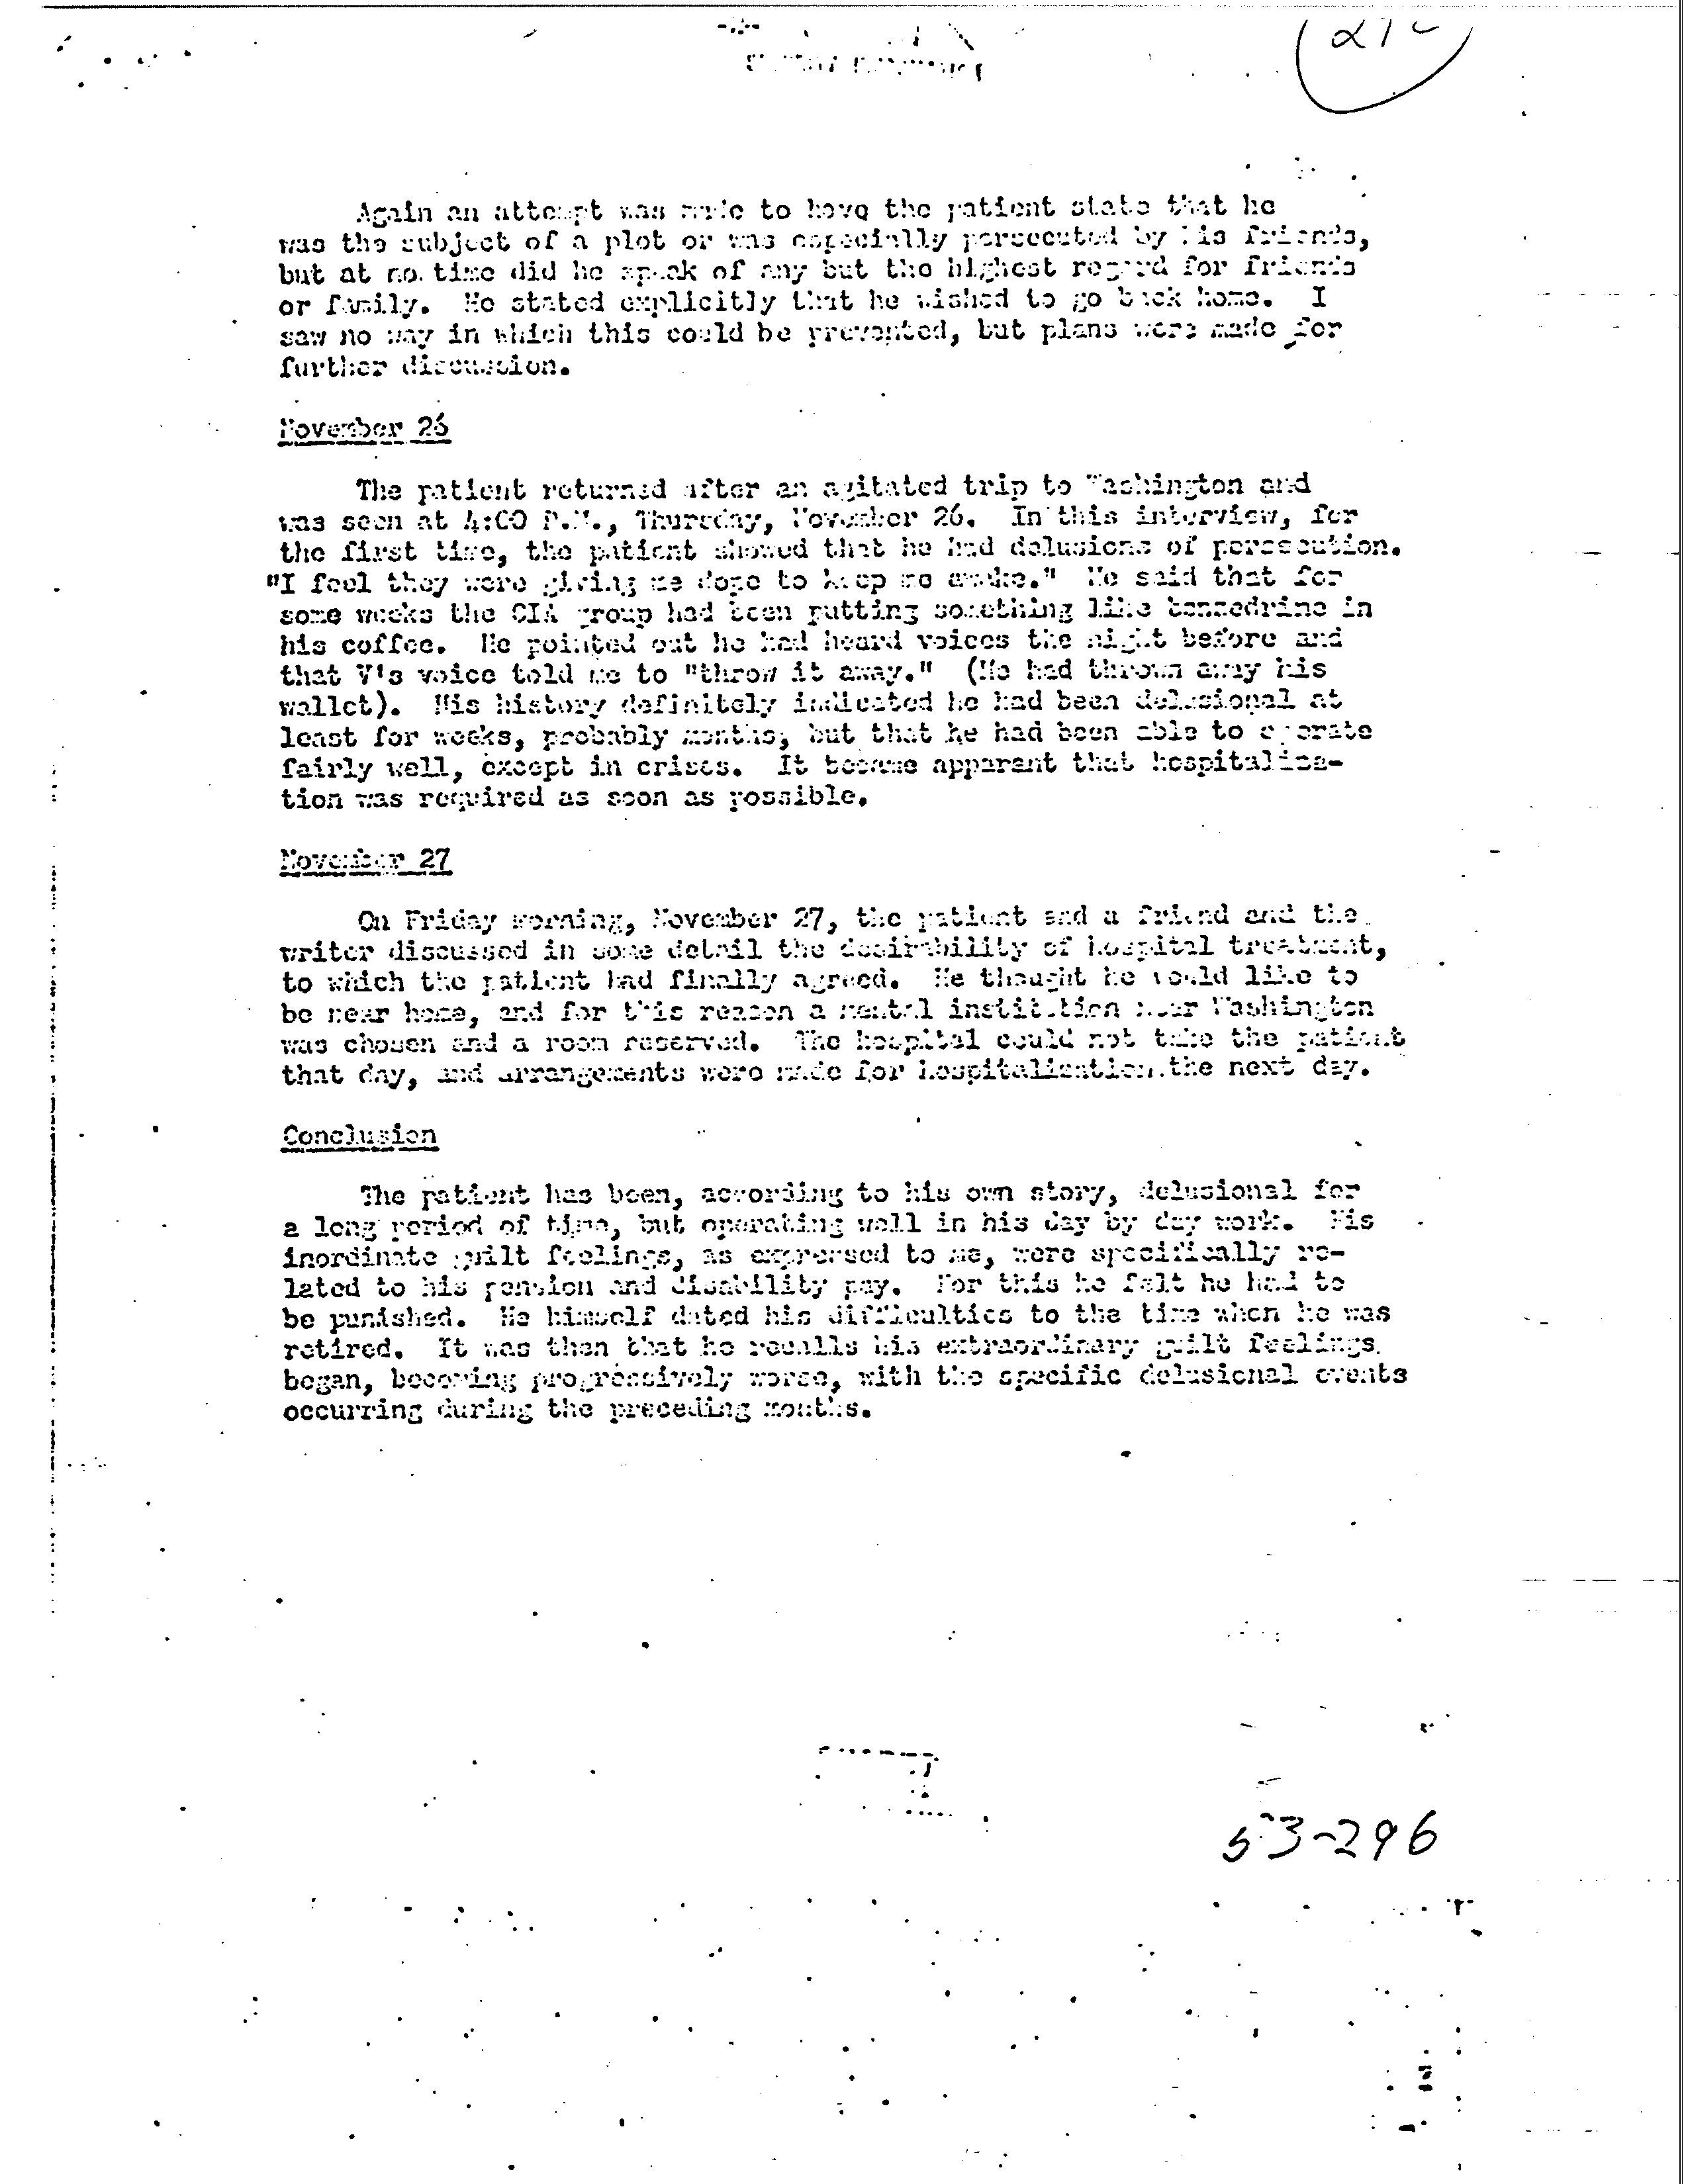 Again an attempt was made to have the patient state that he
was the subject of a plot or was especially persecuted by his friends,
but at no time did he speak of any but the highest regard for friends
or family. He stated explicitly that he wished to go back home. I
saw no way in which this could be prevented, but plans were made for
further discussion.
November 26
The patient returned after an agitated trip to Washington and
was seen at 4:00 P.M., Thursday, November 26. In this interview, for
the first time, the patient showed that he had delusions of persecution.
"I feel they were giving me dope to keep me awake." He said that for
some weeks the CIA group had been putting something like benzedrine in
his coffee. He pointed out he had heard voices the night before and
that V's voice told me to "throw it away." (He had thrown away his
wallet). His history definitely indicated he had been delusional at
least for weeks, probably months, but that he had been able to operate
fairly well, except in crises. It became apparent that hospitaliza-
tion was required as soon as possible.
November 27
On Friday morning, November 27, the patient and a friend and the
writer discussed in some detail the desirability of hospital treatment,
to which the patient had finally agreed. He thought he would like to
be near home, and for this reason a mental institution near Washington
was chosen and a room reserved. The hospital could not take the patient
that day, and arrangements were made for hospitalization the next day.
Conclusion
The patient has been, according to his own story, delusional for
a long period of time, but operating well in his day by day work. His
inordinate guilt feelings, as expressed to me, were specifically re-
lated to his pension and disability pay. For this he felt he had to
be punished. He himself dated his difficulties to the time when he was
retired. It was then that he recalls his extraordinary guilt feelings
began, becoming progressively worse, with the specific delusional events
occurring during the preceding months.
53-296